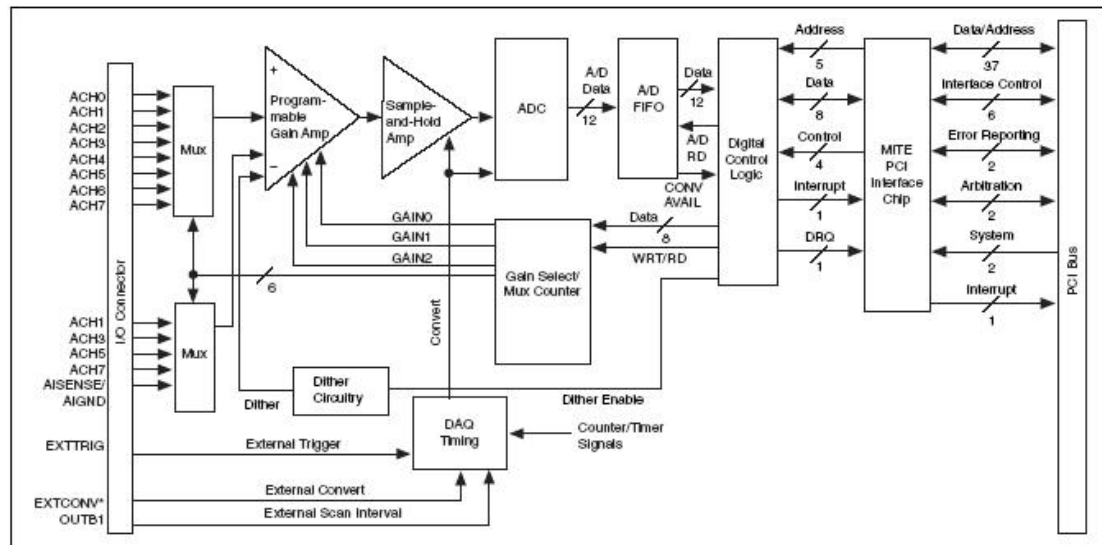 ACH0
ACH1
ACH2
ACH3
ACH4
ACH5
ACH6
ACH7
Mux
+
Program-
mable
Gain Amp
−
Sample-
and-Hold
Amp
ADC
A/D
Data
12
A/D
FIFO
Data
12
A/D
RD
CONV
AVAIL
Digital
Control
Logic
Address
5
Data
8
Control
4
Interrupt
1
DRQ
1
MITE
PCI
Interface
Chip
Data/Address
37
Interface Control
6
Error Reporting
2
Arbitration
2
System
2
Interrupt
1
PCI Bus
I/O Connector
GAIN0
GAIN1
GAIN2
6
Data
8
WRT/RD
Gain Select/
Mux Counter
Convert
ACH1
ACH3
ACH5
ACH7
AISENSE/
AIGND
Mux
Dither
Dither
Circuitry
Dither Enable
DAQ
Timing
Counter/Timer
Signals
EXTTRIG
External Trigger
EXTCONV*
External Convert
OUTB1
External Scan Interval